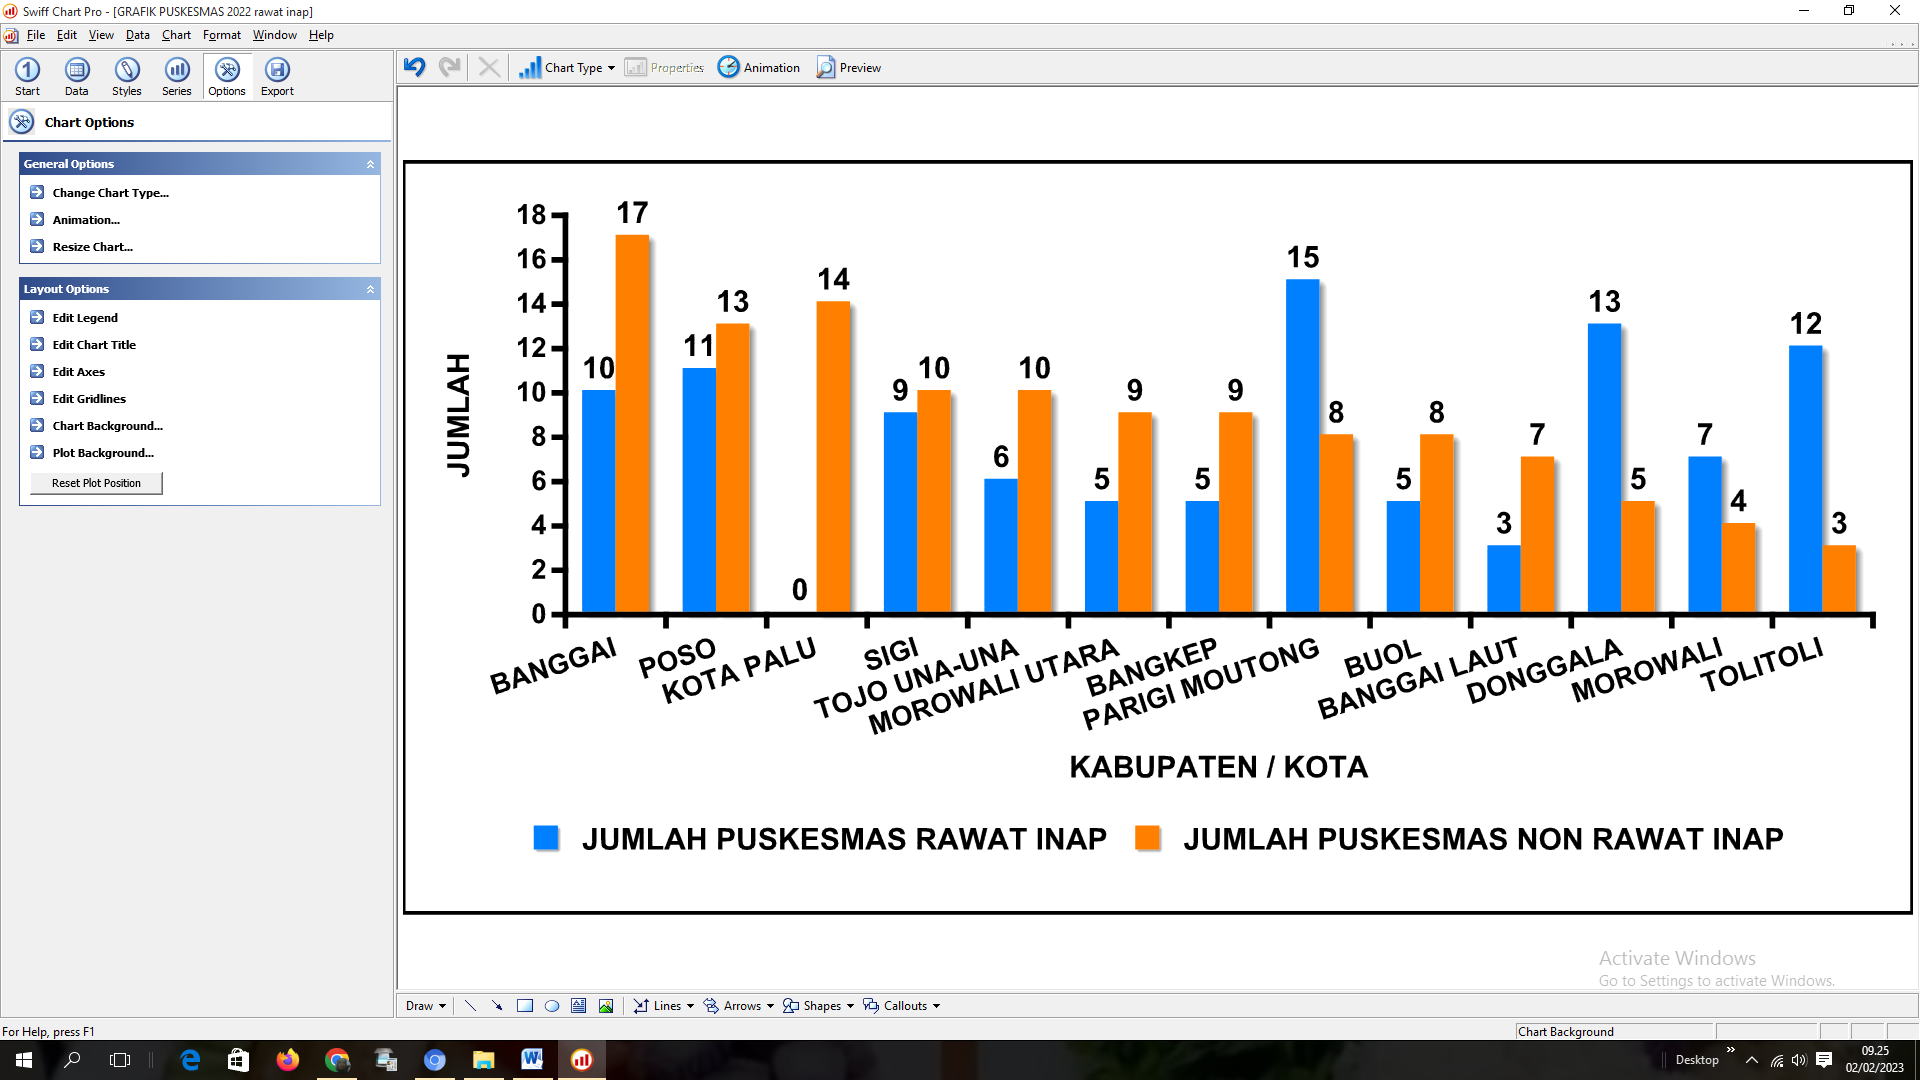 Swiff Chart Pro - [GRAFIK PUSKESMAS 2022 rawat inap]
File Edit View Data Chart Format Window Help
Start Data Styles Series Options Export
Chart Type Properties Animation Preview
Chart Options
General Options
Change Chart Type...
Animation...
Resize Chart...
Layout Options
Edit Legend
Edit Chart Title
Edit Axes
Edit Gridlines
Chart Background...
Plot Background...
Reset Plot Position
JUMLAH
18
16
14
12
10
8
6
4
2
0
10 17
11 13
0 14
9 10
6 10
5 9
5 9
15 8
5 8
3 7
13 5
7 4
12 3
BANGGAI
POSO
KOTA PALU
SIGI
TOJO UNA-UNA
MOROWALI UTARA
BANGKEP
PARIGI MOUTONG
BUOL
BANGGAI LAUT
DONGGALA
MOROWALI
TOLITOLI
KABUPATEN / KOTA
JUMLAH PUSKESMAS RAWAT INAP JUMLAH PUSKESMAS NON RAWAT INAP
Activate Windows
Go to Settings to activate Windows.
Draw Lines Arrows Shapes Callouts
For Help, press F1 Chart Background
Desktop
09.25
02/02/2023